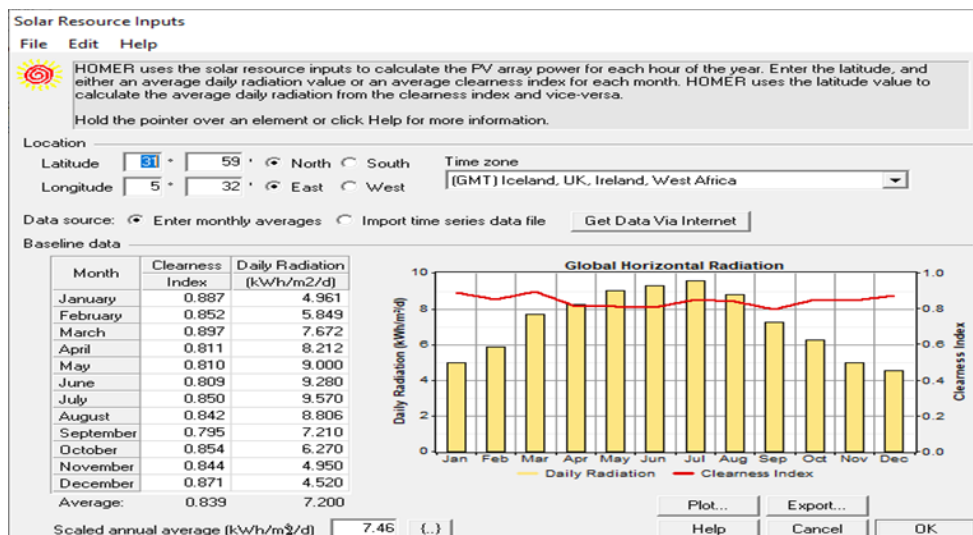 Solar Resource Inputs
File Edit Help
HOMER uses the solar resource inputs to calculate the PV array power for each hour of the year. Enter the latitude, and
either an average daily radiation value or an average clearness index for each month. HOMER uses the latitude value to
calculate the average daily radiation from the clearness index and vice-versa.
Hold the pointer over an element or click Help for more information.
Location
Latitude 31 ° 59 ' North South Time zone
Longitude 5 ° 32 ' East West (GMT) Iceland, UK, Ireland, West Africa
Data source: Enter monthly averages Import time series data file Get Data Via Internet
Baseline data
Month Clearness Daily Radiation
Index (kWh/m2/d)
January 0.887 4.961
February 0.852 5.849
March 0.897 7.672
April 0.811 8.212
May 0.810 9.000
June 0.809 9.280
July 0.850 9.570
August 0.842 8.806
September 0.795 7.210
October 0.854 6.270
November 0.844 4.950
December 0.871 4.520
Average: 0.839 7.200
Scaled annual average (kWh/m²/d) 7.46 {..}
Global Horizontal Radiation
Daily Radiation (kWh/m²/d)
10
8
6
4
2
0
Clearness Index
1.0
0.8
0.6
0.4
0.2
0.0
Jan Feb Mar Apr May Jun Jul Aug Sep Oct Nov Dec
Daily Radiation Clearness Index
Plot... Export...
Help Cancel OK